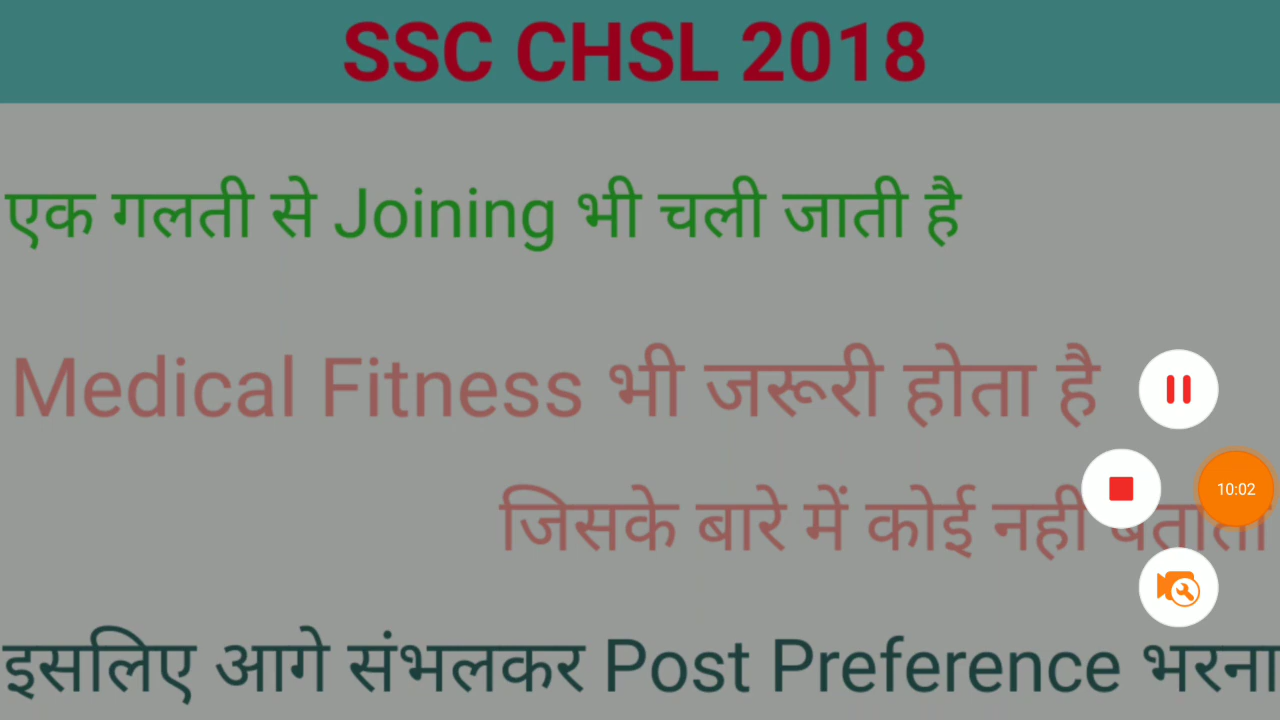 SSC CHSL 2018
एक गलती से Joining भी चली जाती है
Medical Fitness भी जरूरी होता है
जिसके बारे में कोई नही बताता
10:02
इसलिए आगे संभलकर Post Preference भरना